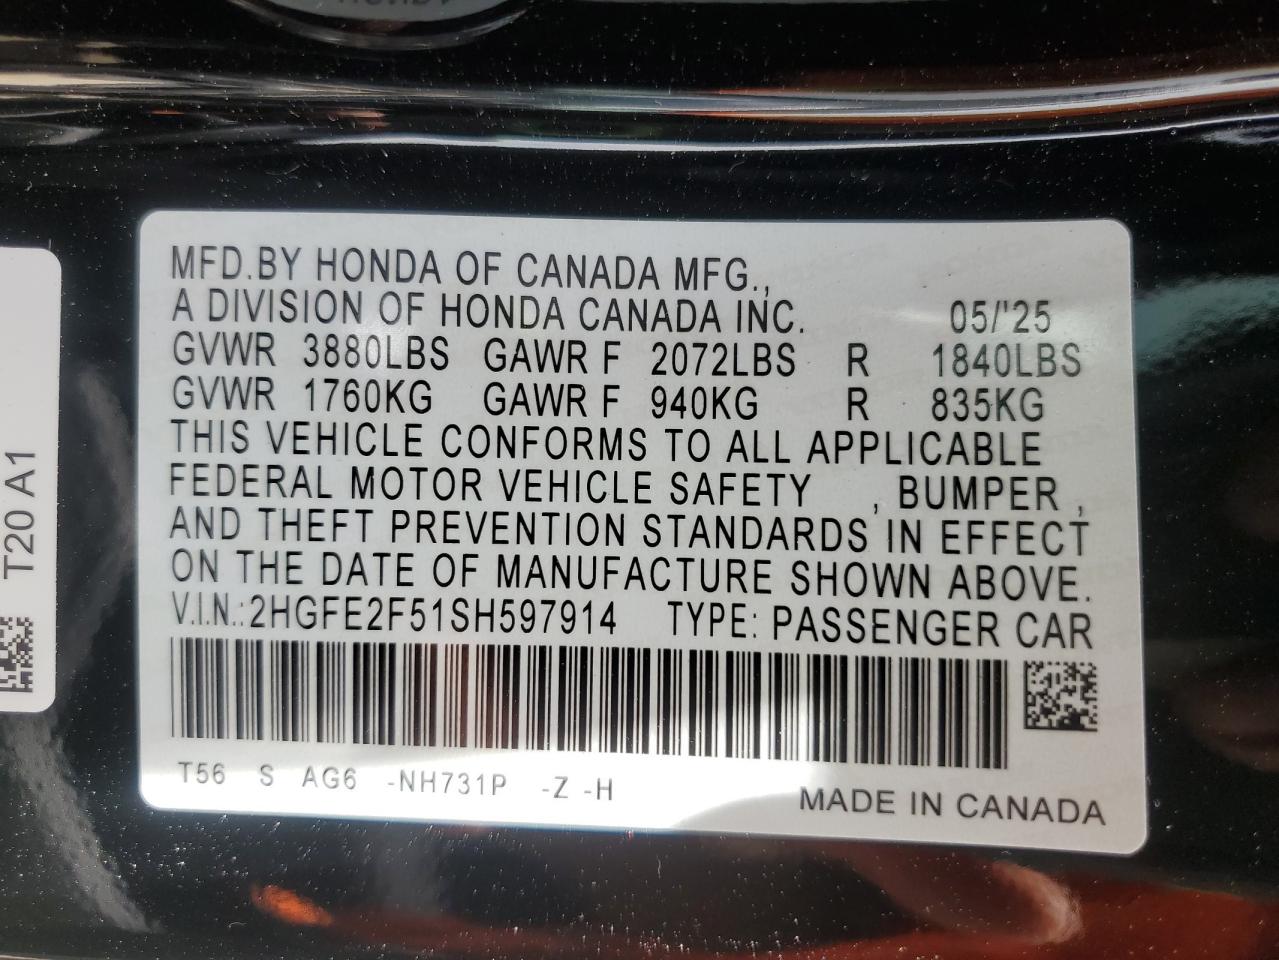 MFD.BY HONDA OF CANADA MFG.,
A DIVISION OF HONDA CANADA INC. 05/'25
GVWR 3880LBS GAWR F 2072LBS R 1840LBS
GVWR 1760KG GAWR F 940KG R 835KG
THIS VEHICLE CONFORMS TO ALL APPLICABLE
FEDERAL MOTOR VEHICLE SAFETY , BUMPER ,
AND THEFT PREVENTION STANDARDS IN EFFECT
ON THE DATE OF MANUFACTURE SHOWN ABOVE.
V.I.N.:2HGFE2F51SH597914 TYPE: PASSENGER CAR
T56 S AG6 -NH731P -Z -H
MADE IN CANADA
T20 A1